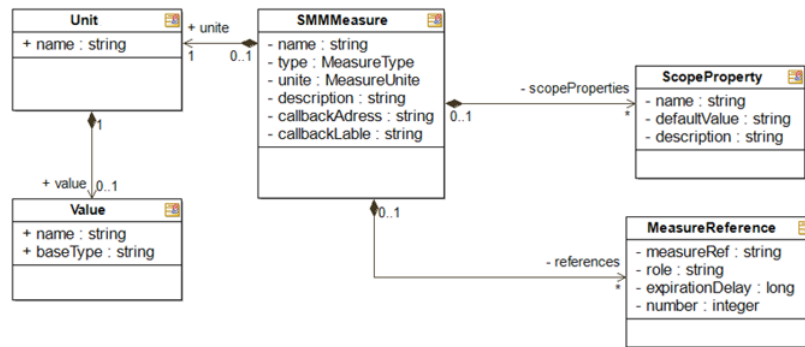 Unit
+ name : string
+ unite
1
0..1
SMMMeasure
- name : string
- type : MeasureType
- unite : MeasureUnite
- description : string
- callbackAdress : string
- callbackLable : string
- scopeProperties
0..1
*
ScopeProperty
- name : string
- defaultValue : string
- description : string
1
+ value
0..1
Value
+ name : string
+ baseType : string
0..1
- references
*
MeasureReference
- measureRef : string
- role : string
- expirationDelay : long
- number : integer